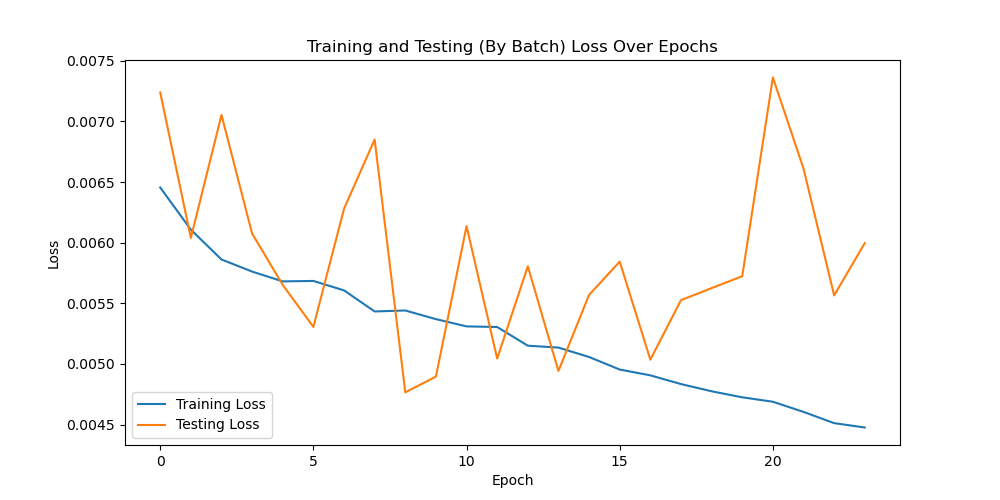 Training and Testing (By Batch) Loss Over Epochs
0.0075
0.0070
0.0065
0.0060
0.0055
0.0050
0.0045
Loss
Training Loss
Testing Loss
0 5 10 15 20
Epoch